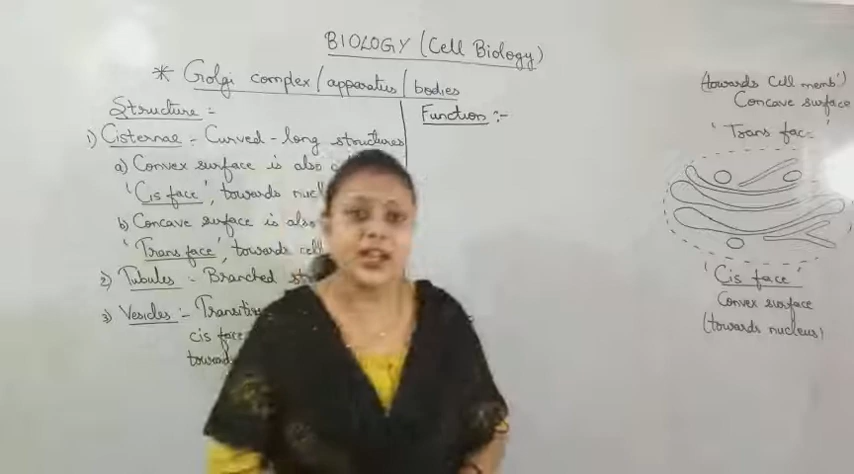 BIOLOGY (Cell Biology)
* Golgi complex / apparatus / bodies
Structure =
1) Cisternae = Curved - long structures
a) Convex surface is also
'Cis face', towards
b) Concave surface is also
'Trans face', towards cell
2) Tubules - Branched
3) Vesicles :-
cis face
Function :-
(towards cell memb')
Concave surface
'Trans face'
'Cis face'
Convex surface
(towards nucleus)